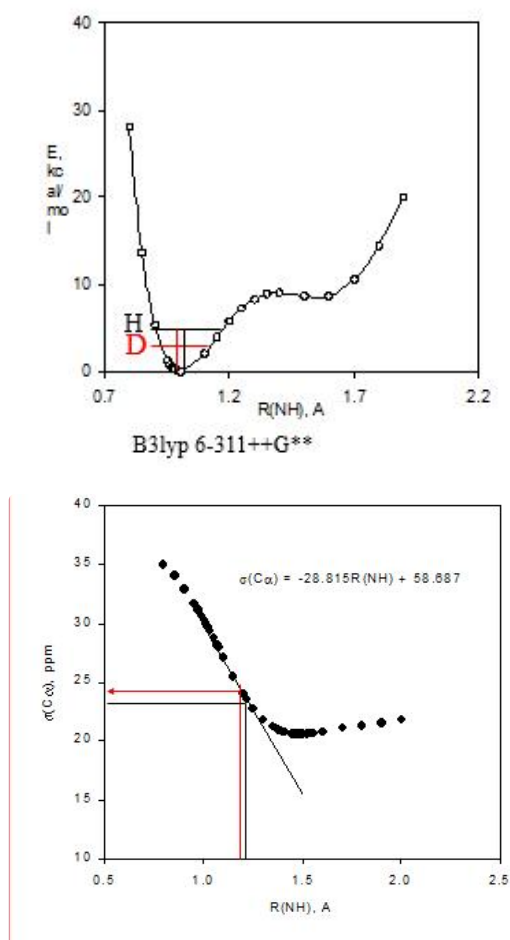 40
30
E,
kc
al/
mo
l
20
10
H
D
0
0.7 1.2 1.7 2.2
R(NH), A
B3lyp 6-311++G**
40
35
σ(Cα) = -28.815R(NH) + 58.687
30
σ(Cα), ppm
25
20
15
10
0.5 1.0 1.5 2.0 2.5
R(NH), A